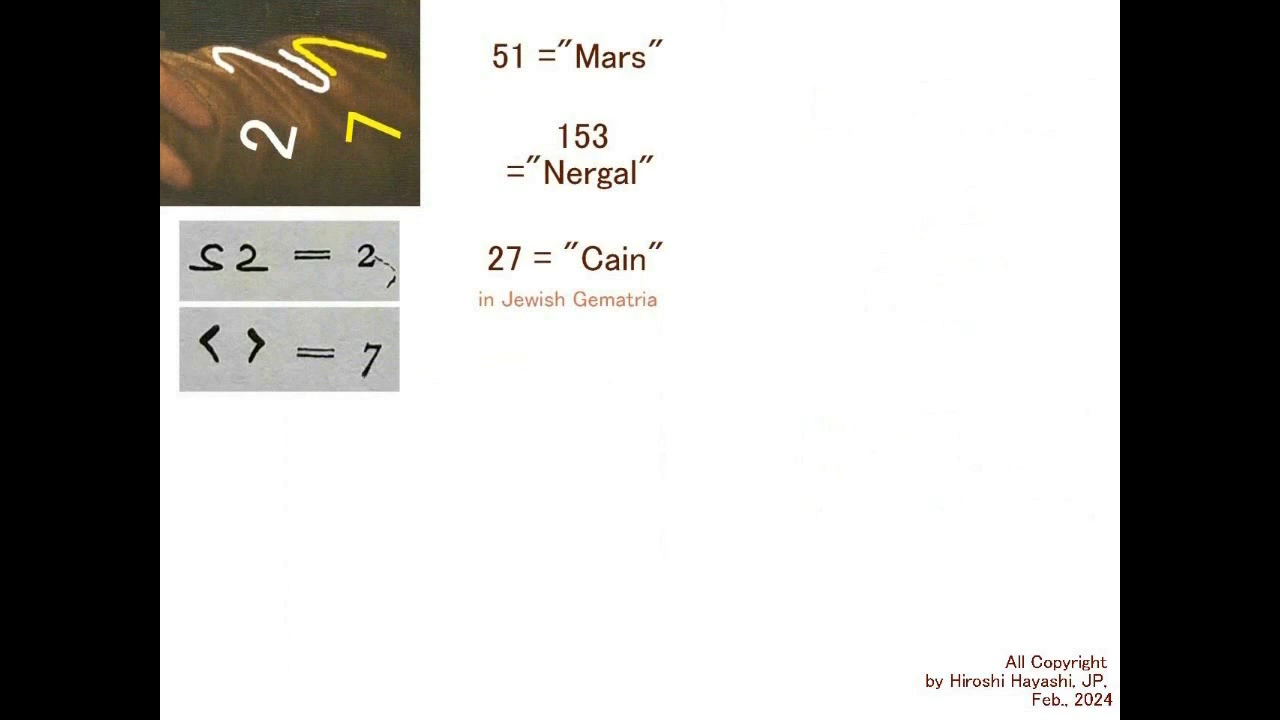 2 7
51 ="Mars"
153
="Nergal"
27 = "Cain"
in Jewish Gematria
2 = 2
< > = 7
All Copyright
by Hiroshi Hayashi, JP,
Feb., 2024